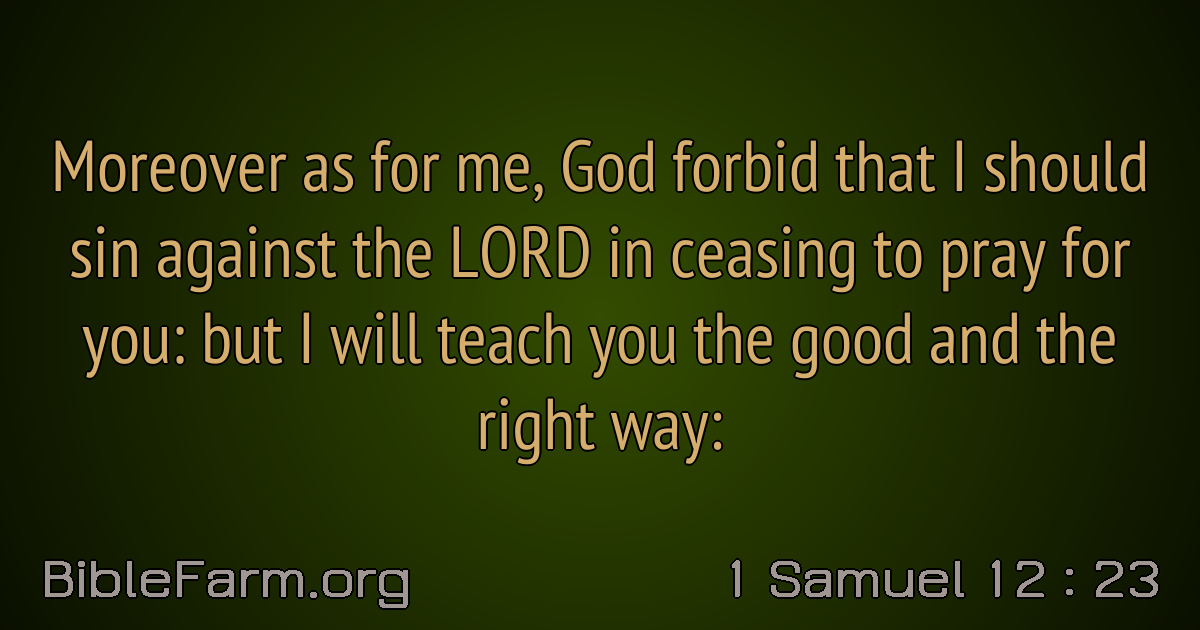 Moreover as for me, God forbid that I should
sin against the LORD in ceasing to pray for
you: but I will teach you the good and the
right way:
BibleFarm.org
1 Samuel 12 : 23